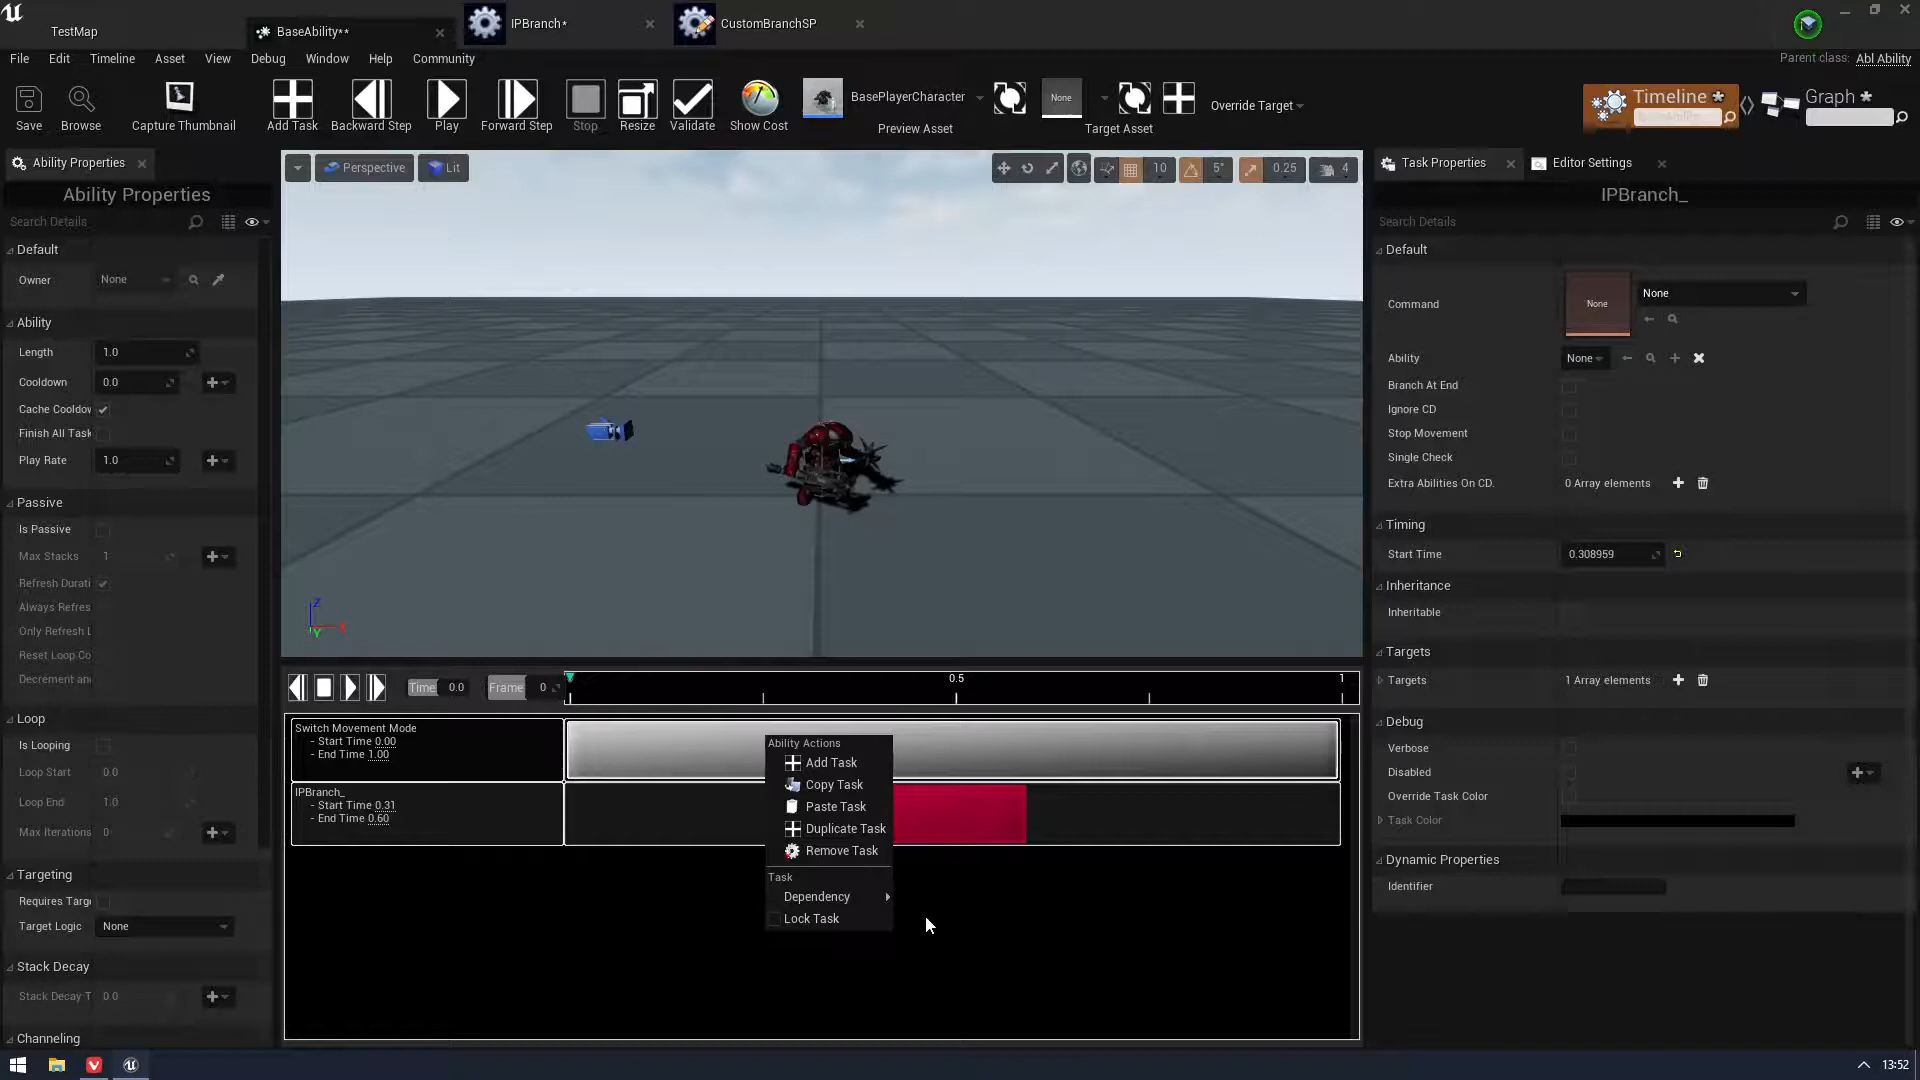 TestMap
BaseAbility**
IPBranch*
CustomBranchSP
File Edit Timeline Asset View Debug Window Help Community
Parent class: Abl Ability
Save
Browse
Capture Thumbnail
Add Task
Backward Step
Play
Forward Step
Stop
Resize
Validate
Show Cost
BasePlayerCharacter
Preview Asset
None
Target Asset
Override Target
Timeline *
Graph *
Ability Properties
Ability Properties
Search Details
Default
Owner None
Ability
Length 1.0
Cooldown 0.0
Cache Cooldov
Finish All Task
Play Rate 1.0
Passive
Is Passive
Max Stacks 1
Refresh Durati
Always Refres
Only Refresh
Reset Loop Co
Decrement an
Loop
Is Looping
Loop Start 0.0
Loop End 1.0
Max Iterations 0
Targeting
Requires Targ
Target Logic None
Stack Decay
Stack Decay T 0.0
Channeling
Perspective
Lit
10
5°
0.25
4
Z
X
Y
Time 0.0
Frame 0
0.5
1
Switch Movement Mode
- Start Time 0.00
- End Time 1.00
IPBranch_
- Start Time 0.31
- End Time 0.60
Ability Actions
Add Task
Copy Task
Paste Task
Duplicate Task
Remove Task
Task
Dependency
Lock Task
Task Properties
Editor Settings
IPBranch_
Search Details
Default
Command None None
Ability None
Branch At End
Ignore CD
Stop Movement
Single Check
Extra Abilities On CD. 0 Array elements
Timing
Start Time 0.308959
Inheritance
Inheritable
Targets
Targets 1 Array elements
Debug
Verbose
Disabled
Override Task Color
Task Color
Dynamic Properties
Identifier
13:52